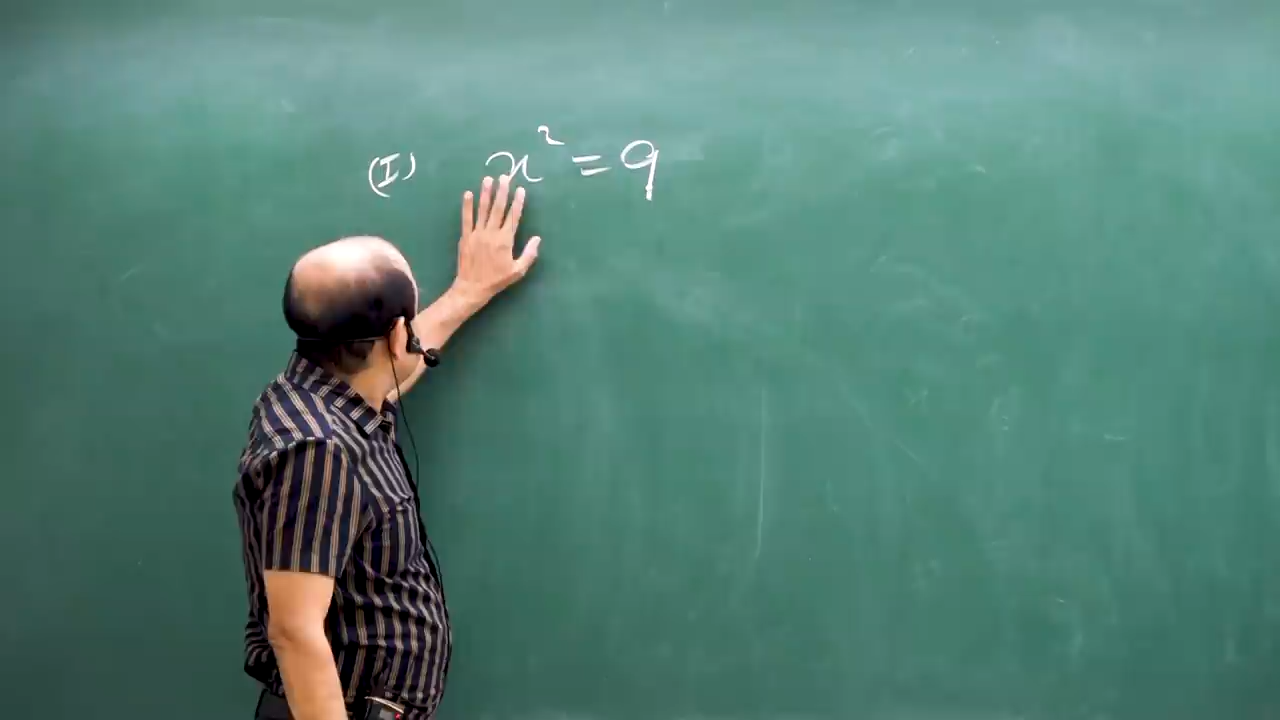 (I) x² = 9